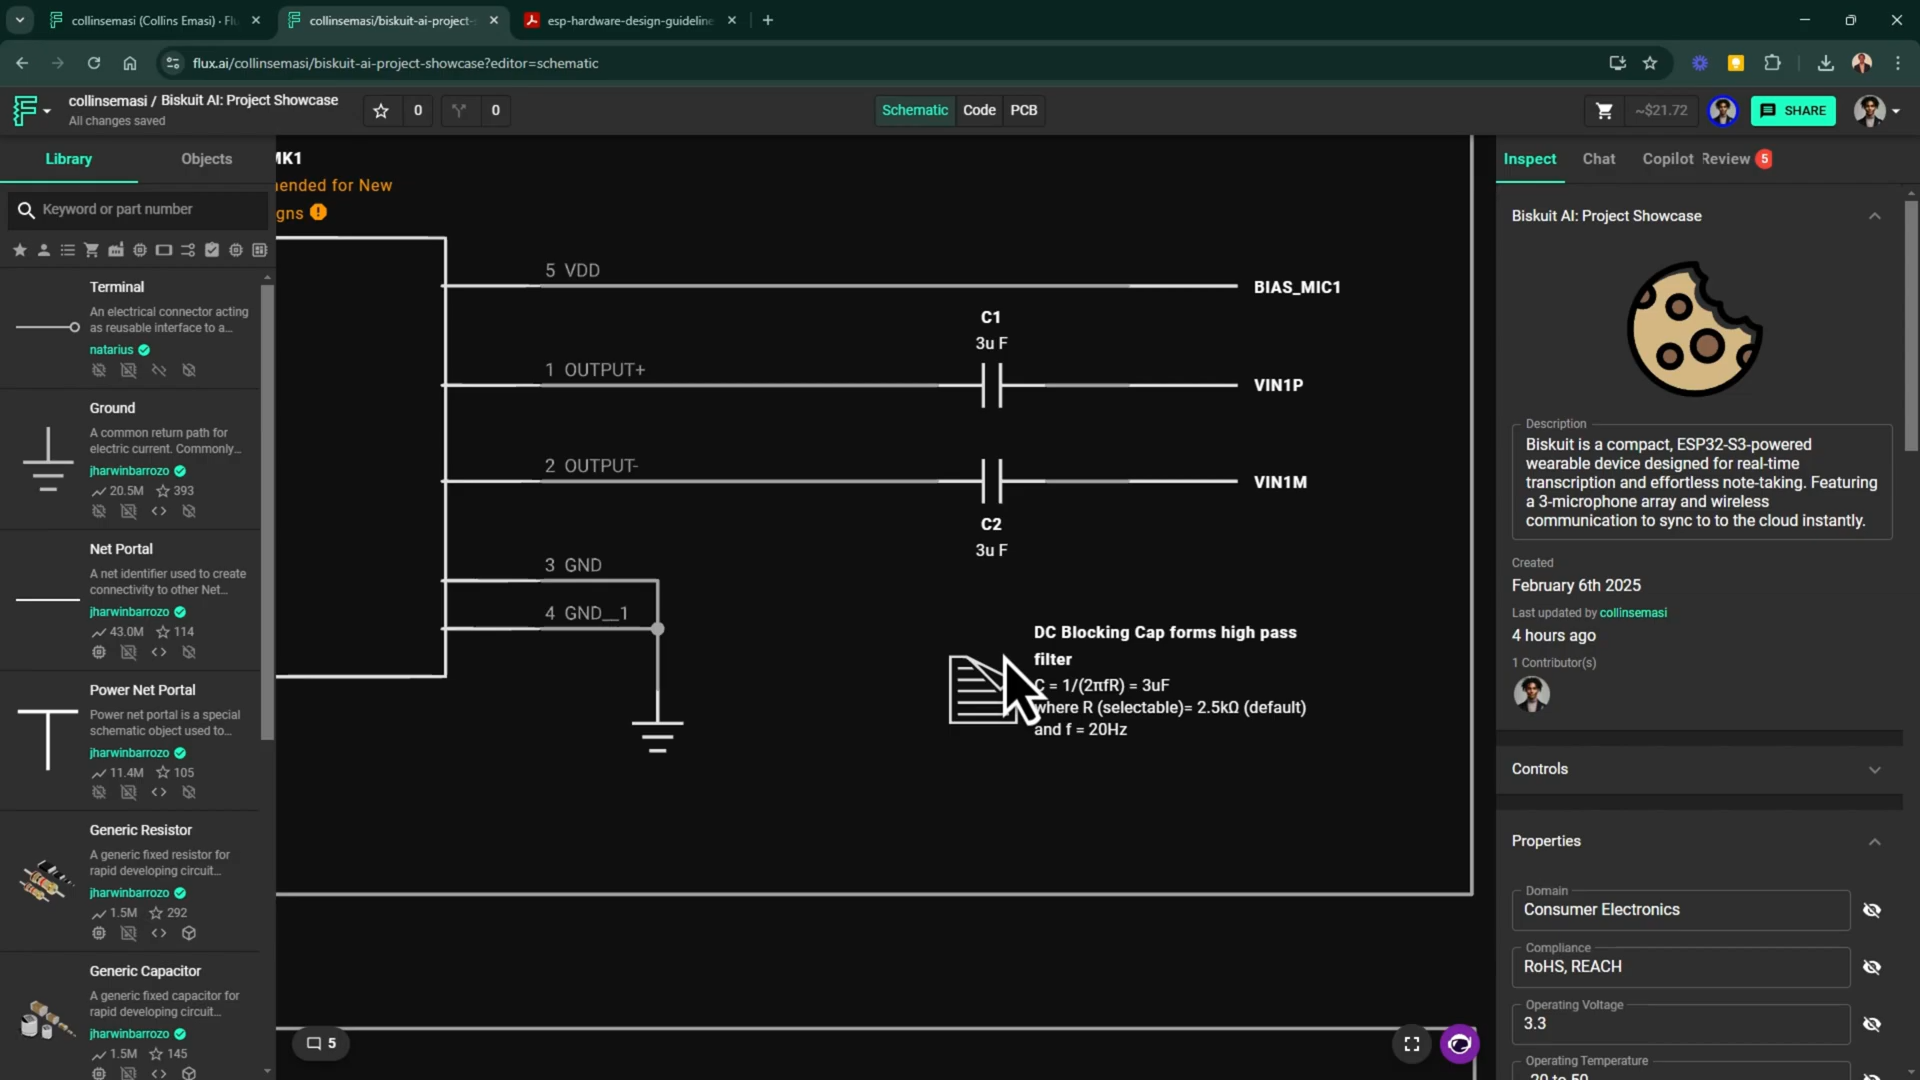 collinsemasi (Collins Emasi) · Flu
collinsemasi/biskuit-ai-project-s
esp-hardware-design-guideline
flux.ai/collinsemasi/biskuit-ai-project-showcase?editor=schematic
collinsemasi / Biskuit AI: Project Showcase
All changes saved
0
0
Schematic
Code
PCB
~$21.72
SHARE
Library
Objects
Keyword or part number
Terminal
An electrical connector acting
as reusable interface to a...
natarius
Ground
A common return path for
electric current. Commonly...
jharwinbarrozo
20.5M
393
Net Portal
A net identifier used to create
connectivity to other Net...
jharwinbarrozo
43.0M
114
Power Net Portal
Power net portal is a special
schematic object used to...
jharwinbarrozo
11.4M
105
Generic Resistor
A generic fixed resistor for
rapid developing circuit...
jharwinbarrozo
1.5M
292
Generic Capacitor
A generic fixed capacitor for
rapid developing circuit...
jharwinbarrozo
1.5M
145
MK1
ended for New
gns
5 VDD
BIAS_MIC1
C1
3u F
1 OUTPUT+
VIN1P
2 OUTPUT-
VIN1M
C2
3u F
3 GND
4 GND__1
DC Blocking Cap forms high pass
filter
C = 1/(2πfR) = 3uF
where R (selectable)= 2.5kΩ (default)
and f = 20Hz
5
Inspect
Chat
Copilot
Review
5
Biskuit AI: Project Showcase
Description
Biskuit is a compact, ESP32-S3-powered
wearable device designed for real-time
transcription and effortless note-taking. Featuring
a 3-microphone array and wireless
communication to sync to to the cloud instantly.
Created
February 6th 2025
Last updated by collinsemasi
4 hours ago
1 Contributor(s)
Controls
Properties
Domain
Consumer Electronics
Compliance
RoHS, REACH
Operating Voltage
3.3
Operating Temperature
-20 to 50